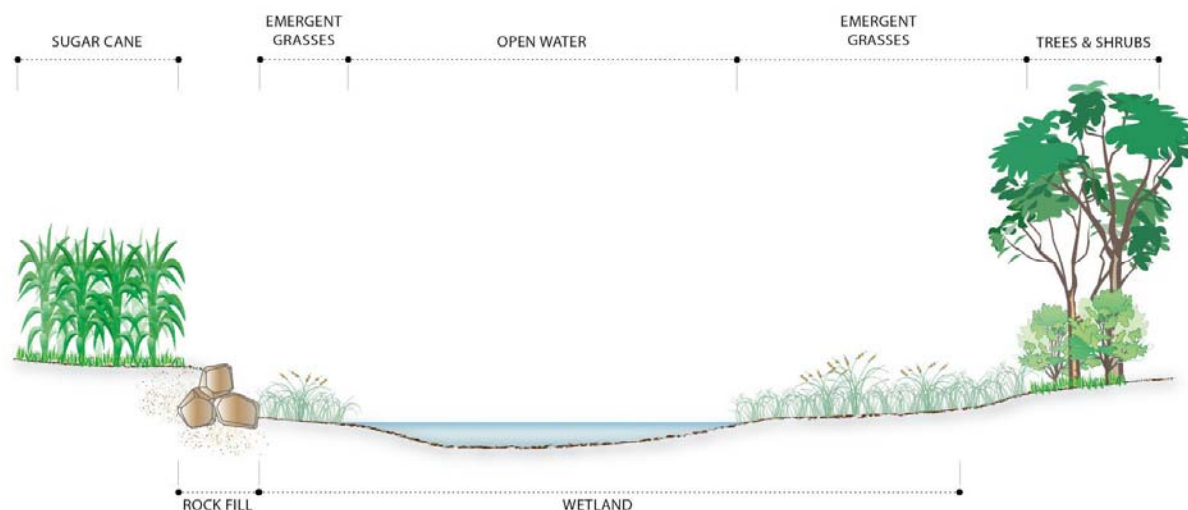 SUGAR CANE
EMERGENT
GRASSES
OPEN WATER
EMERGENT
GRASSES
TREES & SHRUBS
ROCK FILL
WETLAND